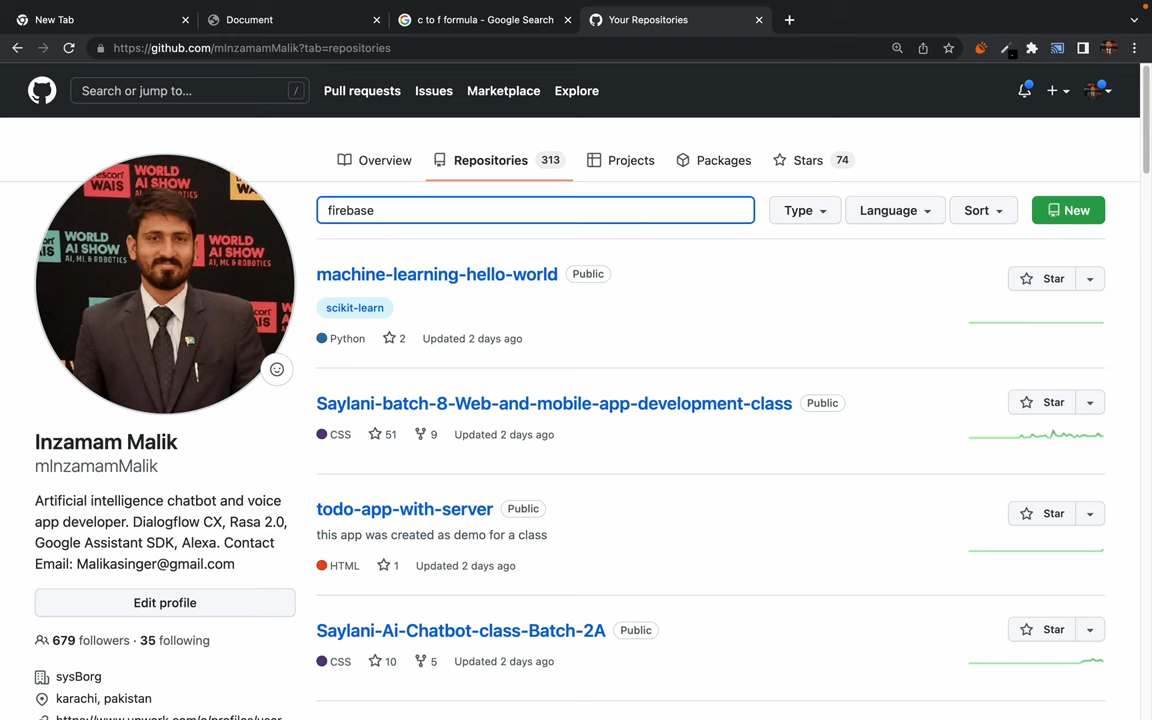 New Tab
Document
c to f formula - Google Search
Your Repositories
https://github.com/mInzamamMalik?tab=repositories
Search or jump to...
/
Pull requests
Issues
Marketplace
Explore
Overview
Repositories 313
Projects
Packages
Stars 74
WORLD AI SHOW
WAIS
WORLD AI SHOW
AI, ML & ROBOTICS
WORLD AI SHOW
AI, ML & ROBOTICS
firebase
Type
Language
Sort
New
machine-learning-hello-world Public
Star
scikit-learn
Python 2 Updated 2 days ago
Saylani-batch-8-Web-and-mobile-app-development-class Public
Star
CSS 51 9 Updated 2 days ago
todo-app-with-server Public
Star
this app was created as demo for a class
HTML 1 Updated 2 days ago
Saylani-Ai-Chatbot-class-Batch-2A Public
Star
CSS 10 5 Updated 2 days ago
Inzamam Malik
mInzamamMalik
Artificial intelligence chatbot and voice
app developer. Dialogflow CX, Rasa 2.0,
Google Assistant SDK, Alexa. Contact
Email: Malikasinger@gmail.com
Edit profile
679 followers · 35 following
sysBorg
karachi, pakistan